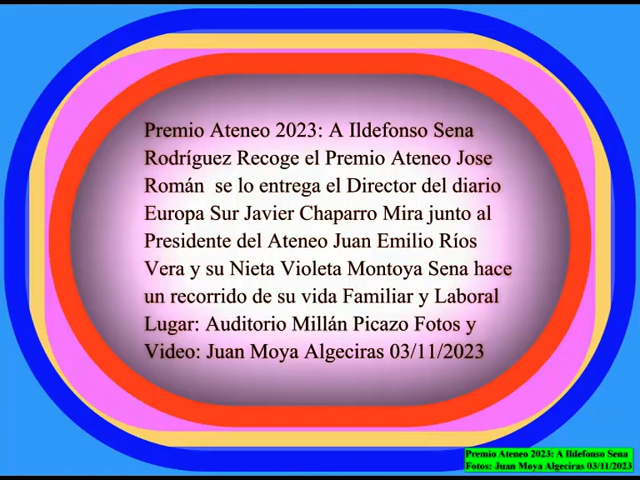 Premio Ateneo 2023: A Ildefonso Sena
Rodríguez Recoge el Premio Ateneo Jose
Román se lo entrega el Director del diario
Europa Sur Javier Chaparro Mira junto al
Presidente del Ateneo Juan Emilio Ríos
Vera y su Nieta Violeta Montoya Sena hace
un recorrido de su vida Familiar y Laboral
Lugar: Auditorio Millán Picazo Fotos y
Video: Juan Moya Algeciras 03/11/2023
Premio Ateneo 2023: A Ildefonso Sena
Fotos: Juan Moya Algeciras 03/11/2023